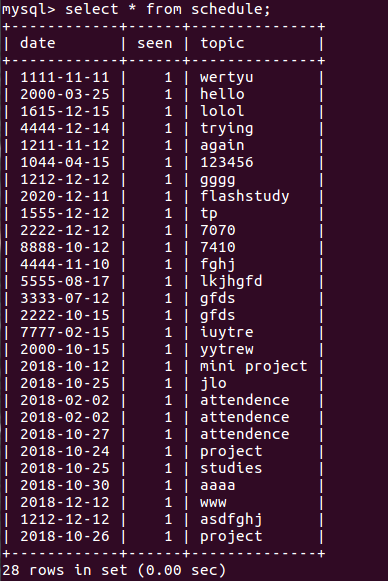 mysql> select * from schedule;
+------------+------+--------------+
| date       | seen | topic        |
+------------+------+--------------+
| 1111-11-11 |    1 | wertyu       |
| 2000-03-25 |    1 | hello        |
| 1615-12-15 |    1 | lolol        |
| 4444-12-14 |    1 | trying       |
| 1211-11-12 |    1 | again        |
| 1044-04-15 |    1 | 123456       |
| 1212-12-12 |    1 | gggg         |
| 2020-12-11 |    1 | flashstudy   |
| 1555-12-12 |    1 | tp           |
| 2222-12-12 |    1 | 7070         |
| 8888-10-12 |    1 | 7410         |
| 4444-11-10 |    1 | fghj         |
| 5555-08-17 |    1 | lkjhgfd      |
| 3333-07-12 |    1 | gfds         |
| 2222-10-15 |    1 | gfds         |
| 7777-02-15 |    1 | iuytre       |
| 2000-10-15 |    1 | yytrew       |
| 2018-10-12 |    1 | mini project |
| 2018-10-25 |    1 | jlo          |
| 2018-02-02 |    1 | attendence   |
| 2018-02-02 |    1 | attendence   |
| 2018-10-27 |    1 | attendence   |
| 2018-10-24 |    1 | project      |
| 2018-10-25 |    1 | studies      |
| 2018-10-30 |    1 | aaaa         |
| 2018-12-12 |    1 | www          |
| 1212-12-12 |    1 | asdfghj      |
| 2018-10-26 |    1 | project      |
+------------+------+--------------+
28 rows in set (0.00 sec)